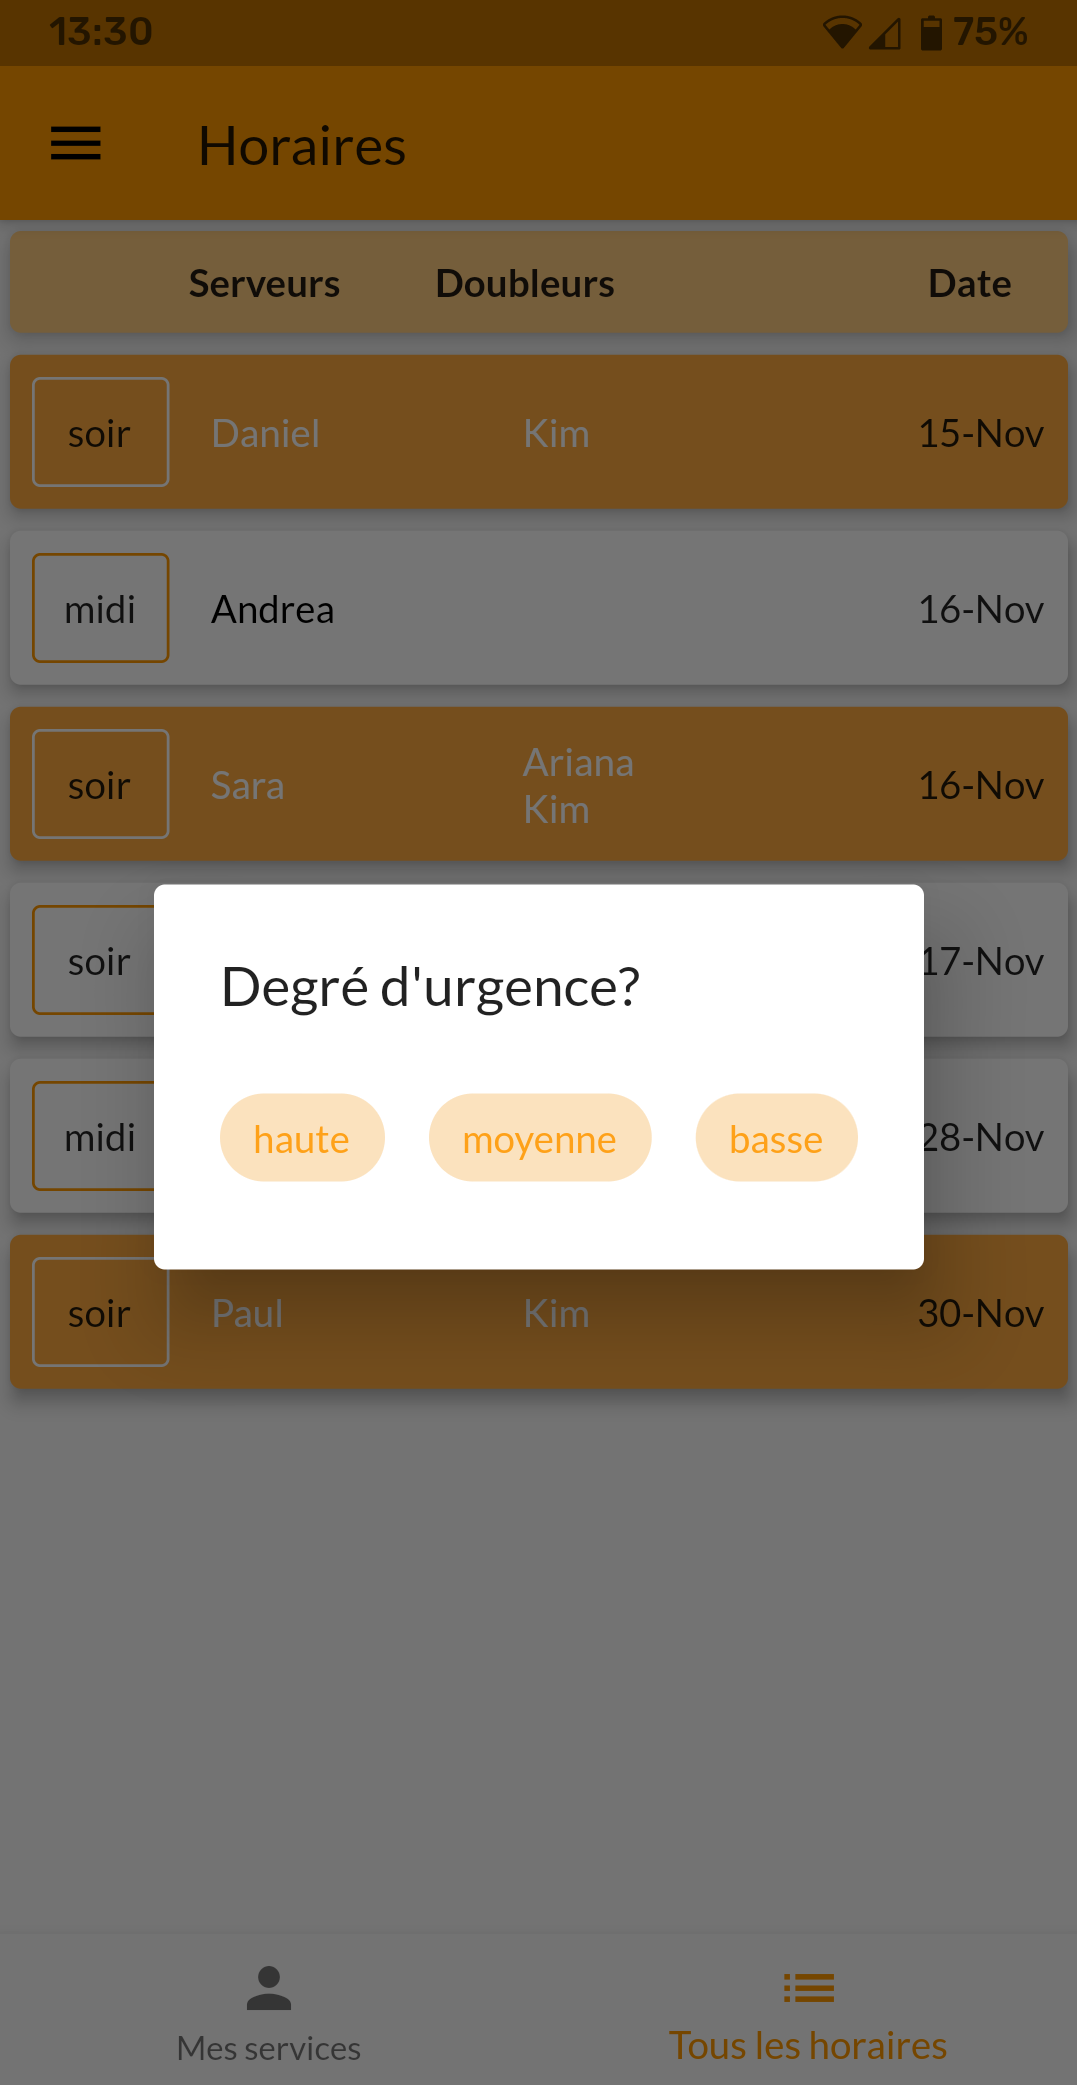 13:30 75%
Horaires
Serveurs Doubleurs Date
soir Daniel Kim 15-Nov
midi Andrea 16-Nov
soir Sara Ariana Kim 16-Nov
soir 17-Nov
Degré d'urgence?
midi haute moyenne basse 28-Nov
soir Paul Kim 30-Nov
Mes services Tous les horaires